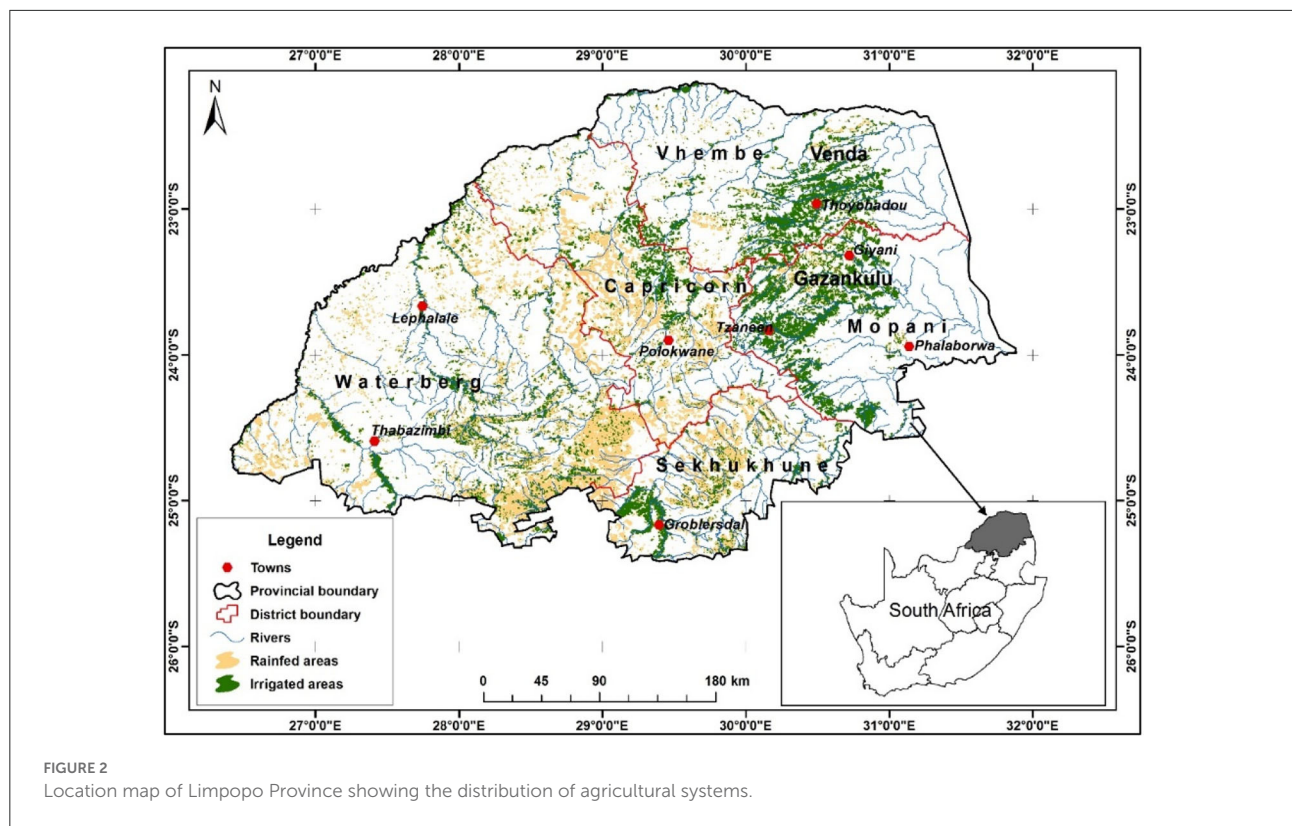 27°0'0"E 28°0'0"E 29°0'0"E 30°0'0"E 31°0'0"E 32°0'0"E
N
Vhembe
Venda
Thoyohadou
23°0'0"S 23°0'0"S
Giyani
Capricorn
Gazankulu
Lephalale
Tzaneen
Mopani
Polokwane
Phalaborwa
24°0'0"S 24°0'0"S
Waterberg
Thabazimbi
Sekhukhune
25°0'0"S 25°0'0"S
Groblersdal
Legend
Towns
Provincial boundary
District boundary
Rivers
Rainfed areas
Irrigated areas
South Africa
26°0'0"S 26°0'0"S
0 45 90 180 km
27°0'0"E 28°0'0"E 29°0'0"E 30°0'0"E 31°0'0"E 32°0'0"E
FIGURE 2
Location map of Limpopo Province showing the distribution of agricultural systems.